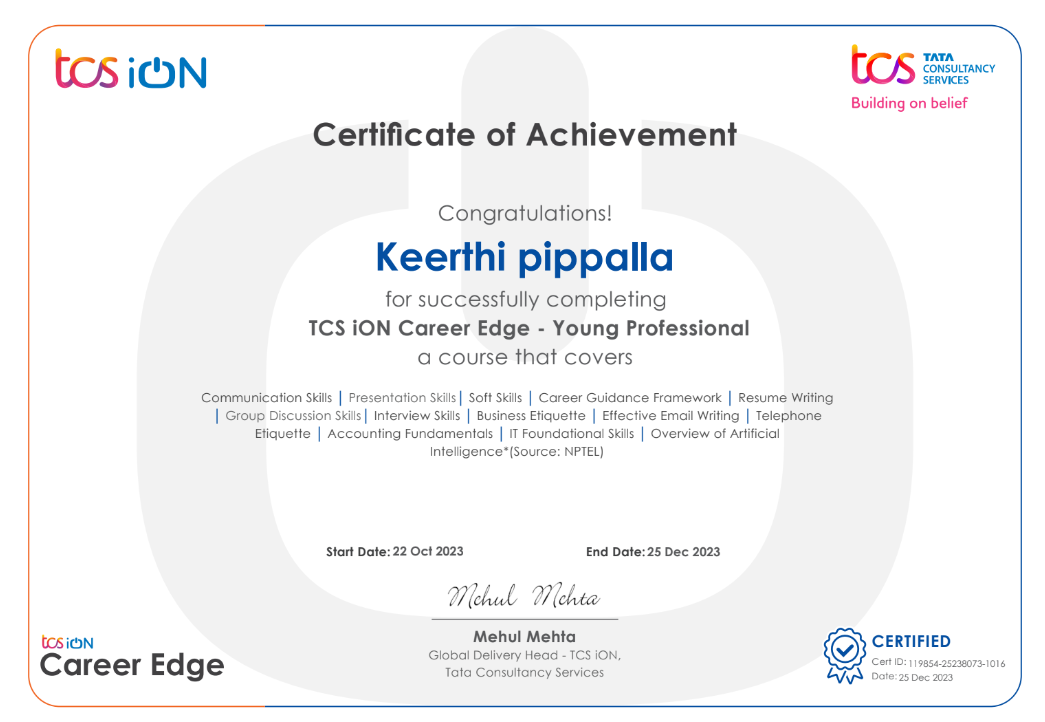 tcs iON
tcs TATA
CONSULTANCY
SERVICES
Building on belief
Certificate of Achievement
Congratulations!
Keerthi pippalla
for successfully completing
TCS iON Career Edge - Young Professional
a course that covers
Communication Skills | Presentation Skills | Soft Skills | Career Guidance Framework | Resume Writing
| Group Discussion Skills | Interview Skills | Business Etiquette | Effective Email Writing | Telephone
Etiquette | Accounting Fundamentals | IT Foundational Skills | Overview of Artificial
Intelligence*(Source: NPTEL)
Start Date: 22 Oct 2023 End Date: 25 Dec 2023
Mehul Mehta
Mehul Mehta
Global Delivery Head - TCS iON,
Tata Consultancy Services
tcs iON
Career Edge
CERTIFIED
Cert ID: 119854-25238073-1016
Date: 25 Dec 2023